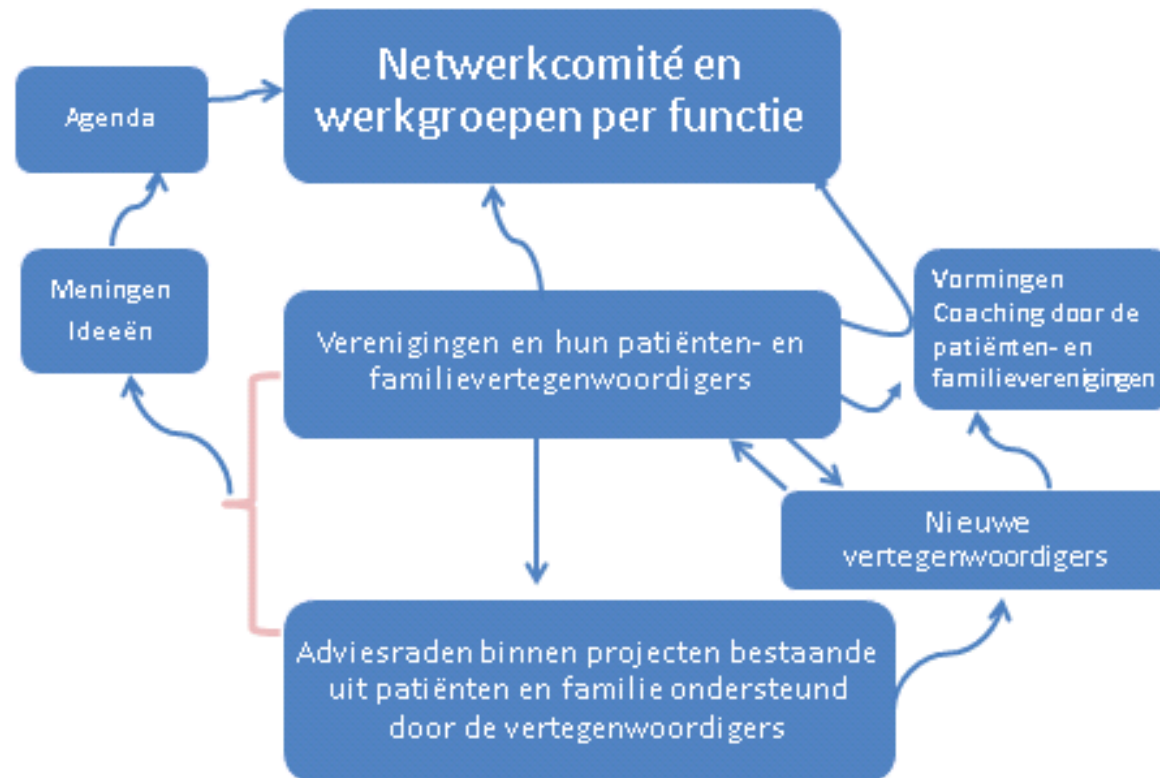 Netwerkcomité en
werkgroepen per functie
Agenda
Meningen
Ideeën
Verenigingen en hun patiënten- en
familievertegenwoordigers
Vormingen
Coaching door de
patiënten- en
familieverenigingen
Nieuwe
vertegenwoordigers
Adviesraden binnen projecten bestaande
uit patiënten en familie ondersteund
door de vertegenwoordigers